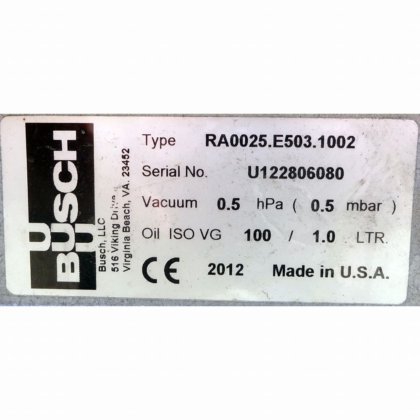 Type RA0025.E503.1002
Serial No. U122806080
Vacuum 0.5 hPa ( 0.5 mbar )
Oil ISO VG 100 / 1.0 LTR.
CE 2012 Made in U.S.A.
BUSCH
Busch, LLC
516 Viking Drive
Virginia Beach, VA. 23452